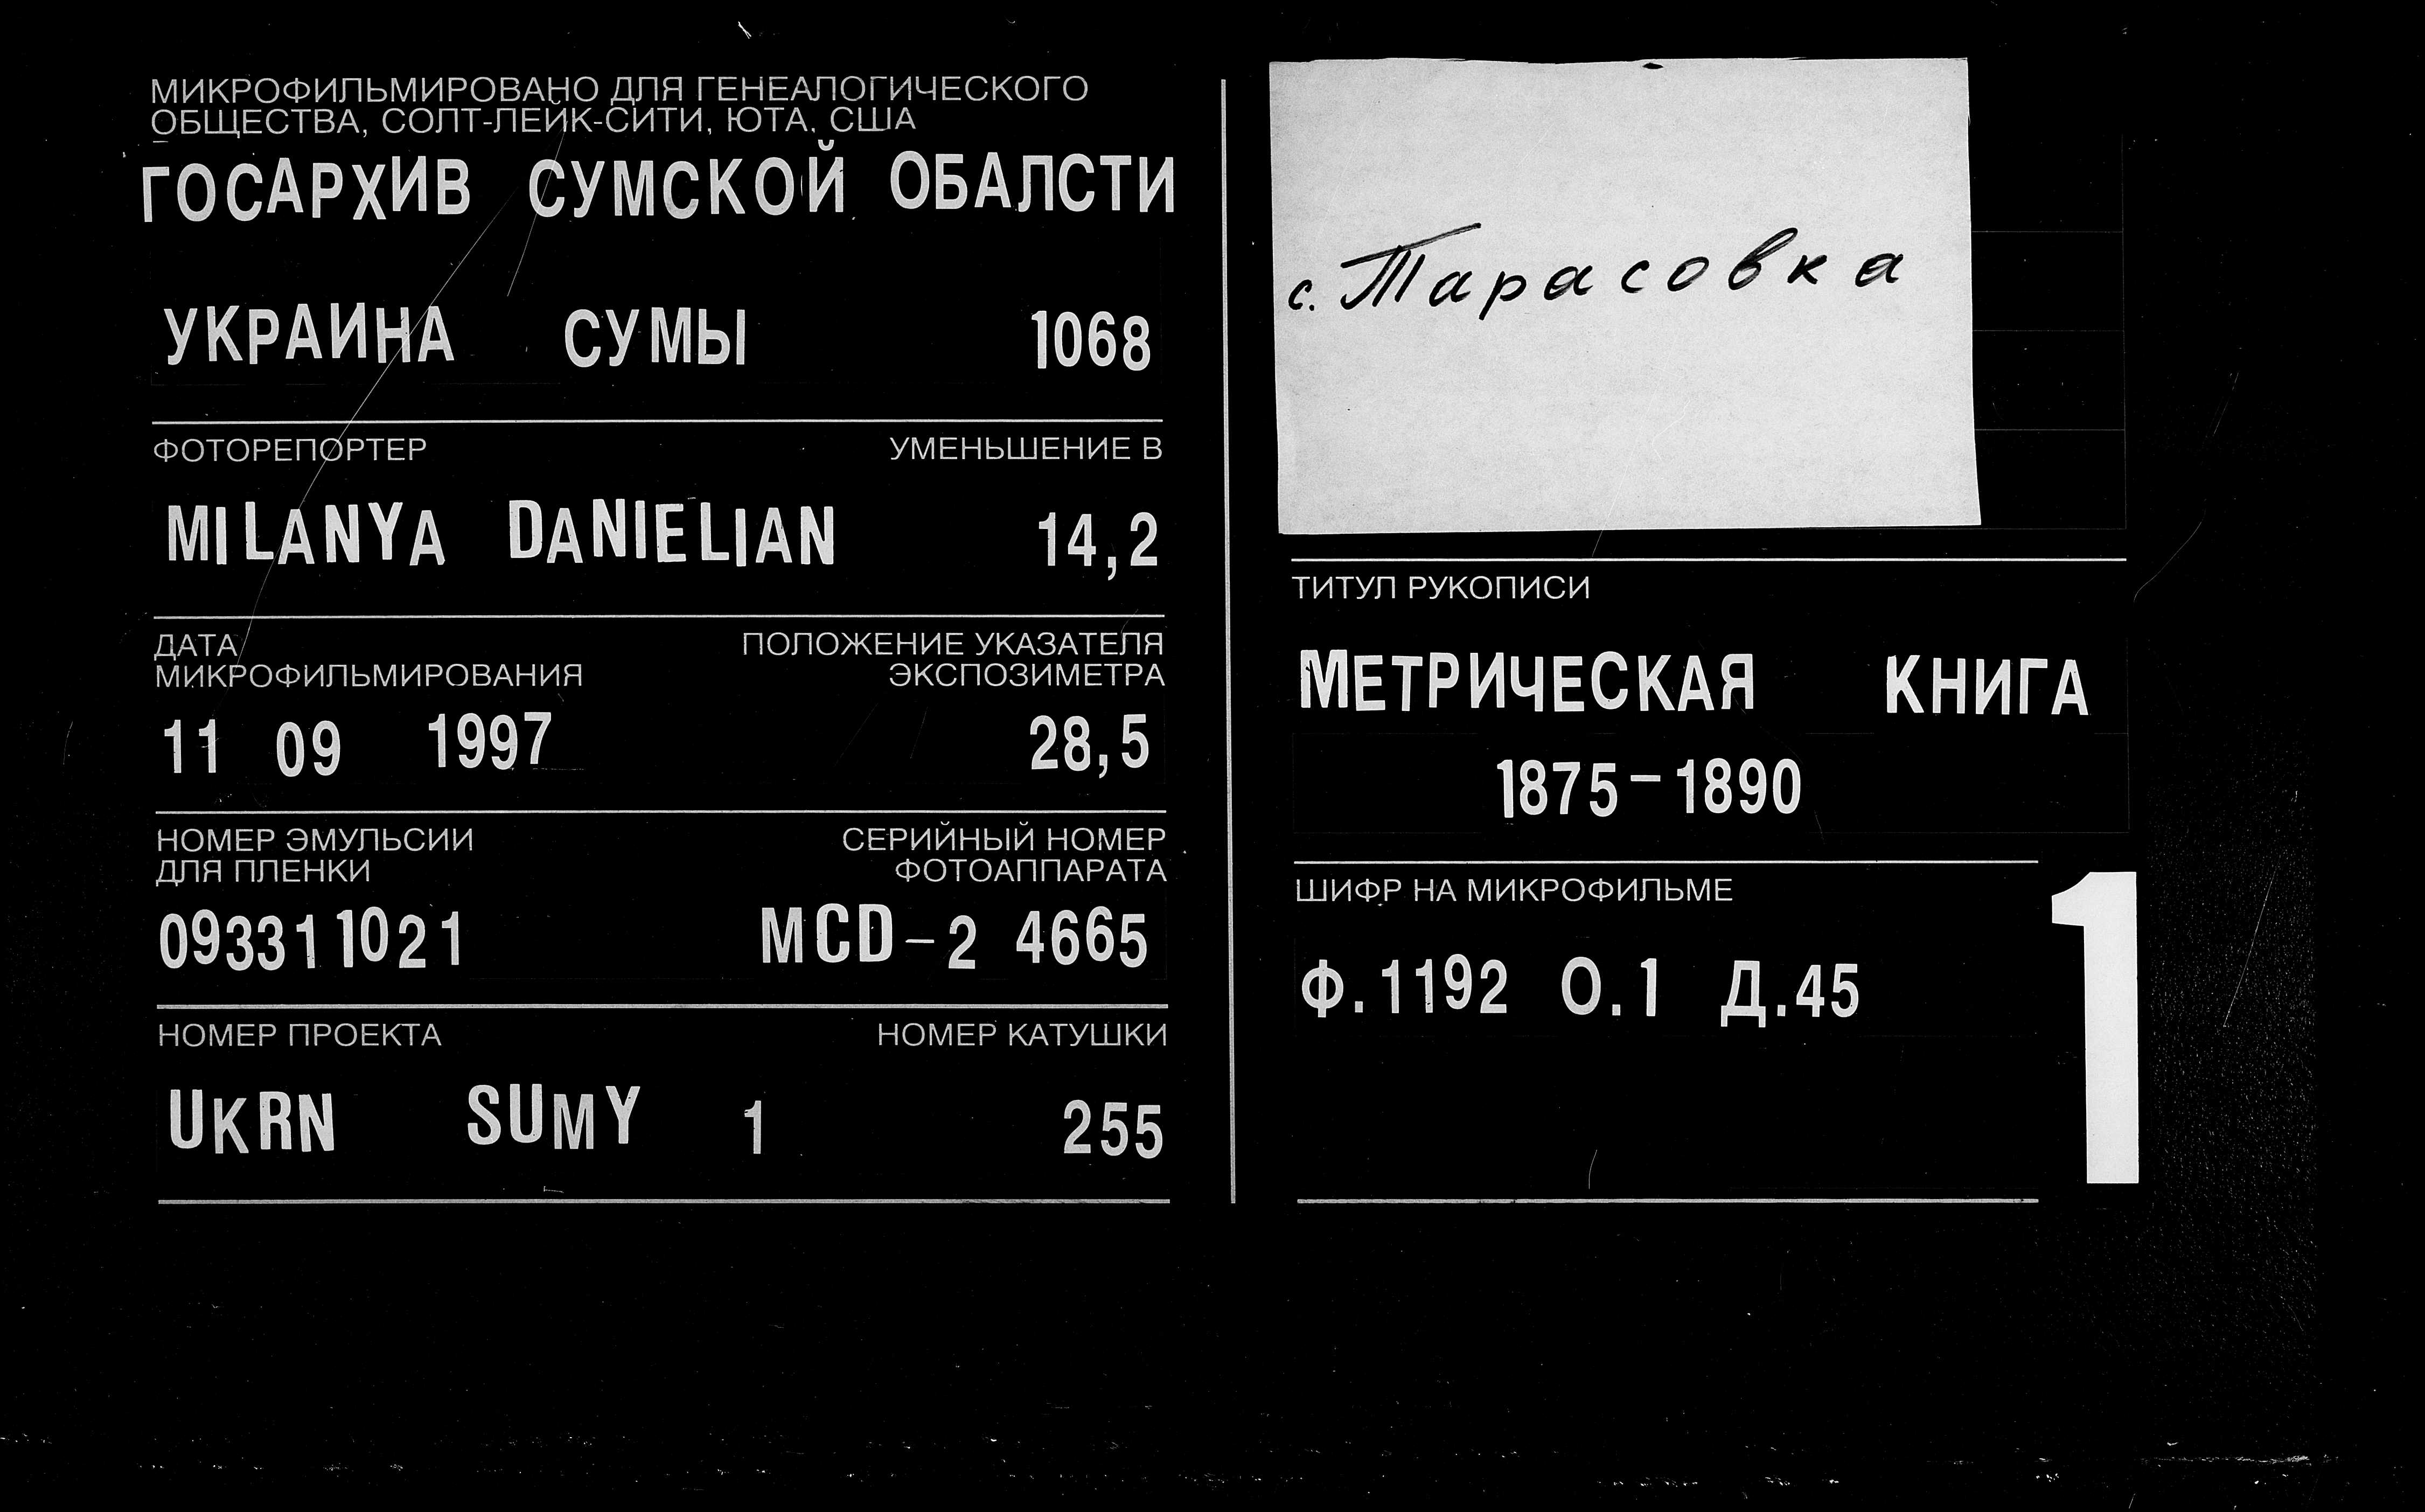 МИКРОФИЛЬМИРОВАНО ДЛЯ ГЕНЕАЛОГИЧЕСКОГО
ОБЩЕСТВА, СОЛТ-ЛЕЙК-СИТИ, ЮТА, США
ГОСАРХИВ СУМСКОЙ ОБАЛСТИ
УКРАИНА СУМЫ 1068
ФОТОРЕПОРТЕР УМЕНЬШЕНИЕ В
MILANYA DANIELIAN 14,2
ДАТА
МИКРОФИЛЬМИРОВАНИЯ
ПОЛОЖЕНИЕ УКАЗАТЕЛЯ
ЭКСПОЗИМЕТРА
11 09 1997 28,5
НОМЕР ЭМУЛЬСИИ
ДЛЯ ПЛЕНКИ
СЕРИЙНЫЙ НОМЕР
ФОТОАППАРАТА
093311021 MCD-2 4665
НОМЕР ПРОЕКТА НОМЕР КАТУШКИ
UKRN SUMY 1 255
с. Тарасовка
ТИТУЛ РУКОПИСИ
МЕТРИЧЕСКАЯ КНИГА
1875-1890
ШИФР НА МИКРОФИЛЬМЕ
Ф.1192 О.1 Д.45
1